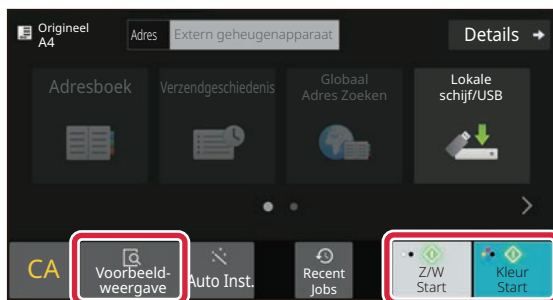 Origineel
A4
Adres
Extern geheugenapparaat
Details
Adresboek
Verzendgeschiedenis
Globaal
Adres Zoeken
Lokale
schijf/USB
CA
Voorbeeld-
weergave
Auto Inst.
Recent
Jobs
Z/W
Start
Kleur
Start